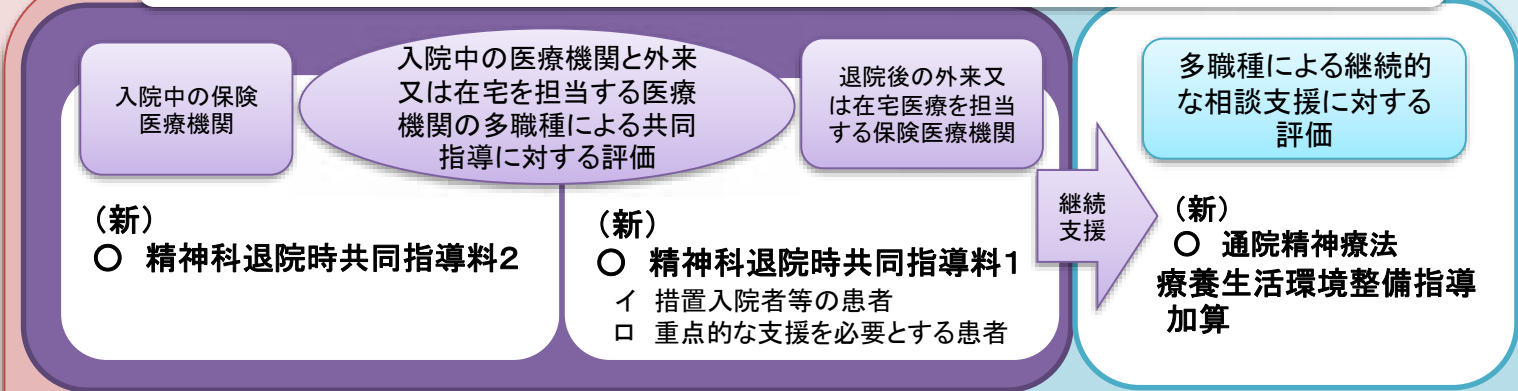 入院中の保険
医療機関
入院中の医療機関と外来
又は在宅を担当する医療
機関の多職種による共同
指導に対する評価
退院後の外来又
は在宅医療を担当
する保険医療機関
多職種による継続的
な相談支援に対する
評価
（新）
〇 精神科退院時共同指導料２
（新）
〇 精神科退院時共同指導料１
イ 措置入院者等の患者
ロ 重点的な支援を必要とする患者
継続
支援
（新）
〇 通院精神療法
療養生活環境整備指導
加算